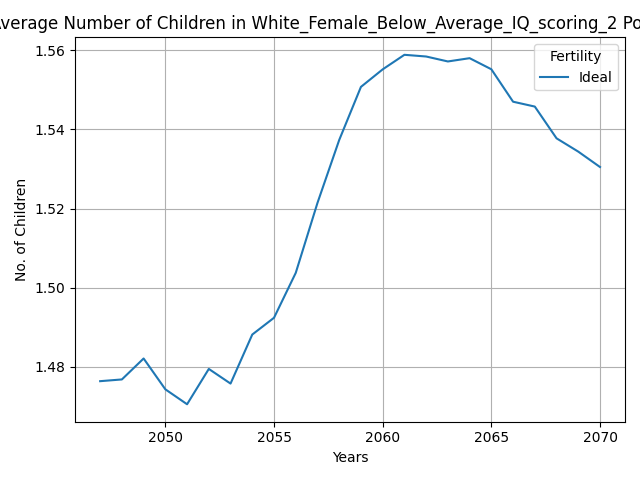 Average Number of Children in White_Female_Below_Average_IQ_scoring_2 Po
1.56
1.54
1.52
1.50
1.48
No. of Children
Fertility
Ideal
2050 2055 2060 2065 2070
Years